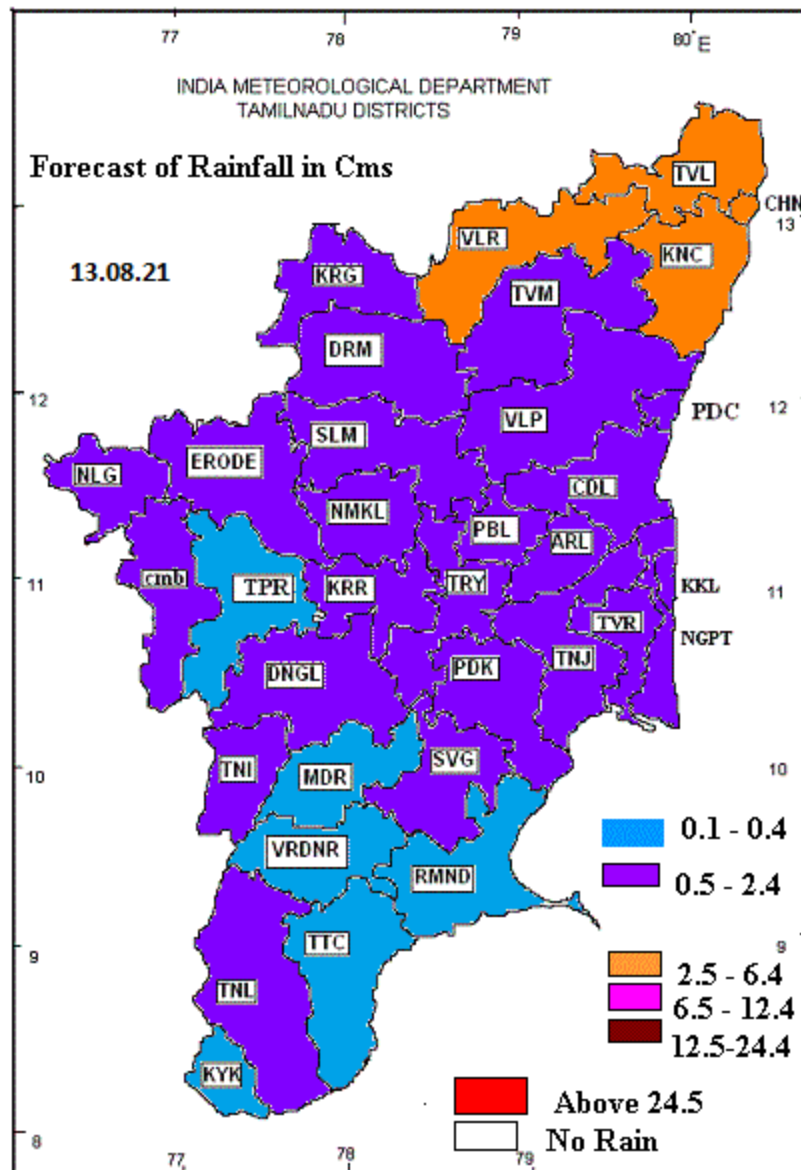 77 78 79 80°E
INDIA METEOROLOGICAL DEPARTMENT
TAMILNADU DISTRICTS
Forecast of Rainfall in Cms
TVL
CHN
13
VLR
KNC
13.08.21
KRG
TVM
DRM
12
12
PDC
VLP
SLM
ERODE
NLG
CDL
NMKL
PBL
ARL
11
cmb
TPR
KRR
TRY
KKL
11
TVR
NGPT
DNGL
PDK
TNJ
10
TNI
MDR
SVG
10
0.1 - 0.4
VRDNR
RMND
0.5 - 2.4
9
TTC
9
2.5 - 6.4
TNL
6.5 - 12.4
12.5-24.4
KYK
Above 24.5
8
No Rain
77 78 79